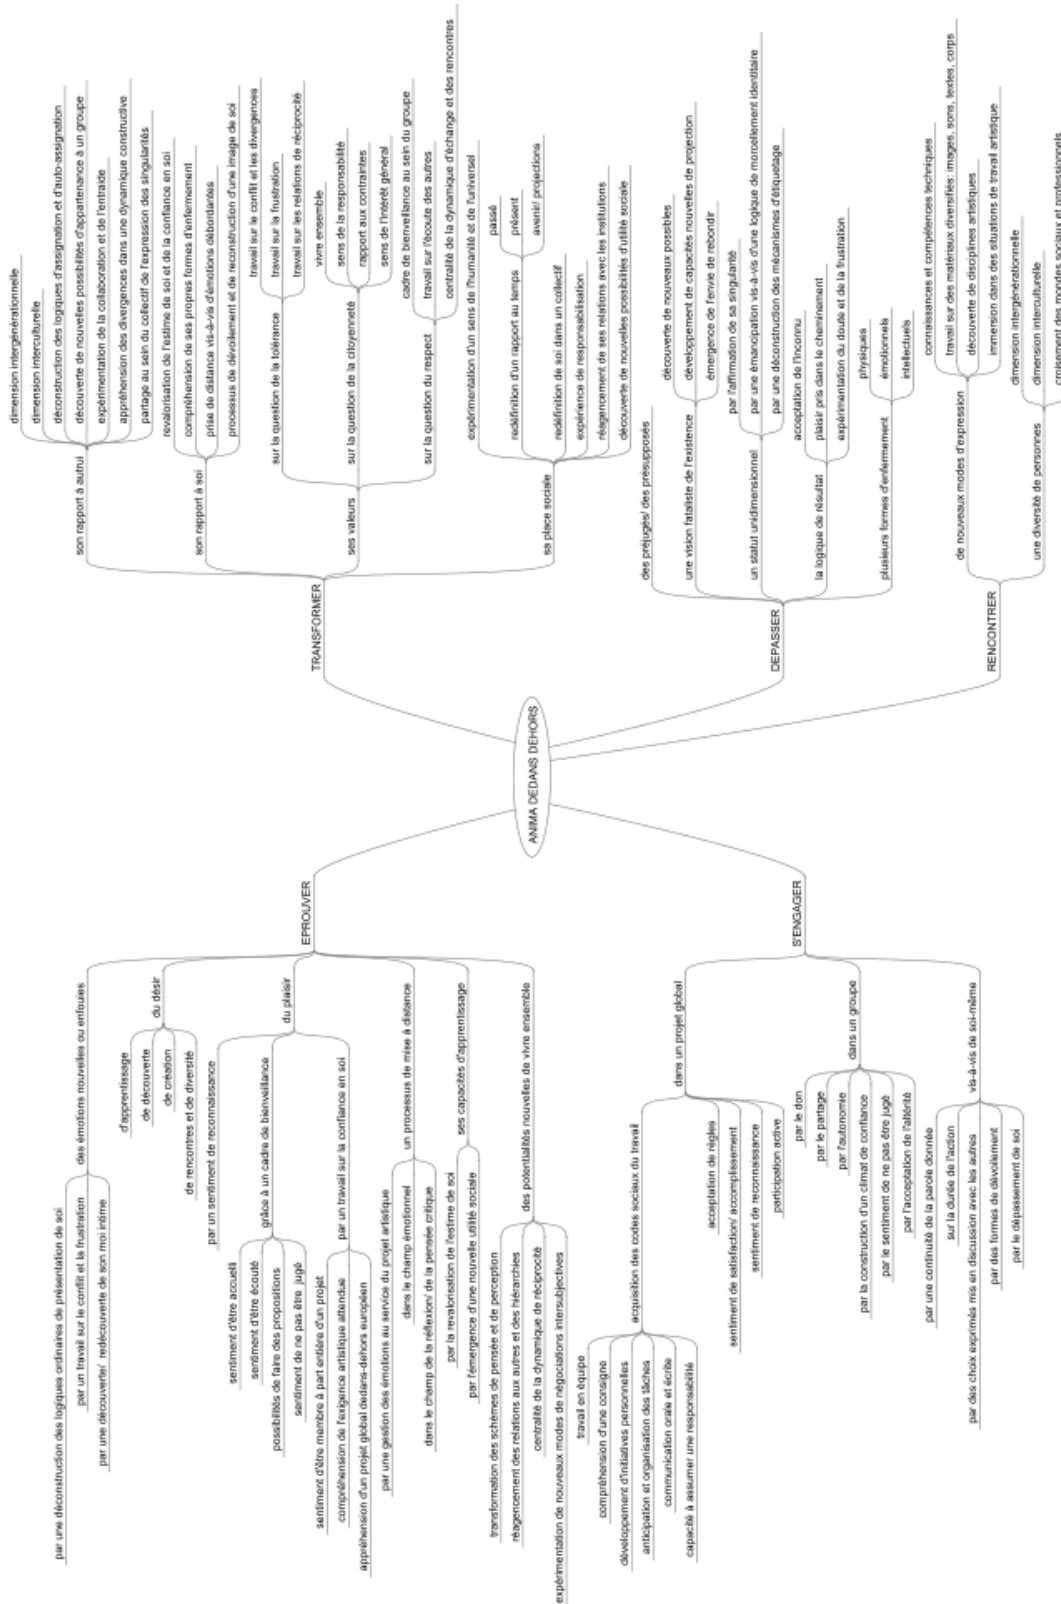 ANIMA DEDANS DEHORS
EPROUVER
des émotions nouvelles ou enfouies
par une déconstruction des logiques ordinaires de présentation de soi
par un travail sur le conflit et la frustration
par une découverte/ redécouverte de son moi intime
du désir
d'apprentissage
de découverte
de création
de rencontres et de diversité
du plaisir
par un sentiment de reconnaissance
grâce à un cadre de bienveillance
sentiment d'être accueilli
sentiment d'être écouté
possibilités de faire des propositions
sentiment de ne pas être jugé
par un travail sur la confiance en soi
sentiment d'être membre à part entière d'un projet
compréhension de l'exigence artistique attendue
appréhension d'un projet global dedans-dehors européen
un processus de mise à distance
par une gestion des émotions au service du projet artistique
dans le champ émotionnel
dans le champ de la réflexion/ de la pensée critique
ses capacités d'apprentissage
par la revalorisation de l'estime de soi
par l'émergence d'une nouvelle utilité sociale
des potentialités nouvelles de vivre ensemble
transformation des schèmes de pensée et de perception
réagencement des relations aux autres et des hiérarchies
centralité de la dynamique de réciprocité
expérimentation de nouveaux modes de négociations intersubjectives
S'ENGAGER
dans un projet global
acquisition des codes sociaux du travail
travail en équipe
compréhension d'une consigne
développement d'initiatives personnelles
anticipation et organisation des tâches
communication orale et écrite
capacité à assumer une responsabilité
acceptation de règles
sentiment de satisfaction/ accomplissement
sentiment de reconnaissance
participation active
dans un groupe
par le don
par le partage
par l'autonomie
par la construction d'un climat de confiance
par le sentiment de ne pas être jugé
par l'acceptation de l'altérité
vis-à-vis de soi-même
par une continuité de la parole donnée
sur la durée de l'action
par des choix exprimés mis en discussion avec les autres
par des formes de dévoilement
par le dépassement de soi
TRANSFORMER
son rapport à autrui
dimension intergénérationnelle
dimension interculturelle
déconstruction des logiques d'assignation et d'auto-assignation
découverte de nouvelles possibilités d'appartenance à un groupe
expérimentation de la collaboration et de l'entraide
appréhension des divergences dans une dynamique constructive
partage au sein du collectif de l'expression des singularités
son rapport à soi
revalorisation de l'estime de soi et de la confiance en soi
compréhension de ses propres formes d'enfermement
prise de distance vis-à-vis d'émotions débordantes
processus de dévoilement et de reconstruction d'une image de soi
ses valeurs
sur la question de la tolérance
travail sur le conflit et les divergences
travail sur la frustration
travail sur les relations de réciprocité
sur la question de la citoyenneté
vivre ensemble
sens de la responsabilité
rapport aux contraintes
sens de l'intérêt général
sur la question du respect
cadre de bienveillance au sein du groupe
travail sur l'écoute des autres
centralité de la dynamique d'échange et des rencontres
sa place sociale
expérimentation d'un sens de l'humanité et de l'universel
redéfinition d'un rapport au temps
passé
présent
avenir/ projections
redéfinition de soi dans un collectif
expérience de responsabilisation
réagencement de ses relations avec les institutions
découverte de nouvelles possibilités d'utilité sociale
DEPASSER
des préjugés/ des présupposés
une vision fataliste de l'existence
découverte de nouveaux possibles
développement de capacités nouvelles de projection
émergence de l'envie de rebondir
un statut unidimensionnel
par l'affirmation de sa singularité
par une émancipation vis-à-vis d'une logique de morcellement identitaire
par une déconstruction des mécanismes d'étiquetage
la logique de résultat
acceptation de l'inconnu
plaisir pris dans le cheminement
expérimentation du doute et de la frustration
plusieurs formes d'enfermement
physiques
émotionnels
intellectuels
RENCONTRER
de nouveaux modes d'expression
connaissances et compétences techniques
travail sur des matériaux diversifiés: images, sons, textes, corps
découverte de disciplines artistiques
immersion dans des situations de travail artistique
une diversité de personnes
dimension intergénérationnelle
dimension interculturelle
croisement des mondes sociaux et professionnels